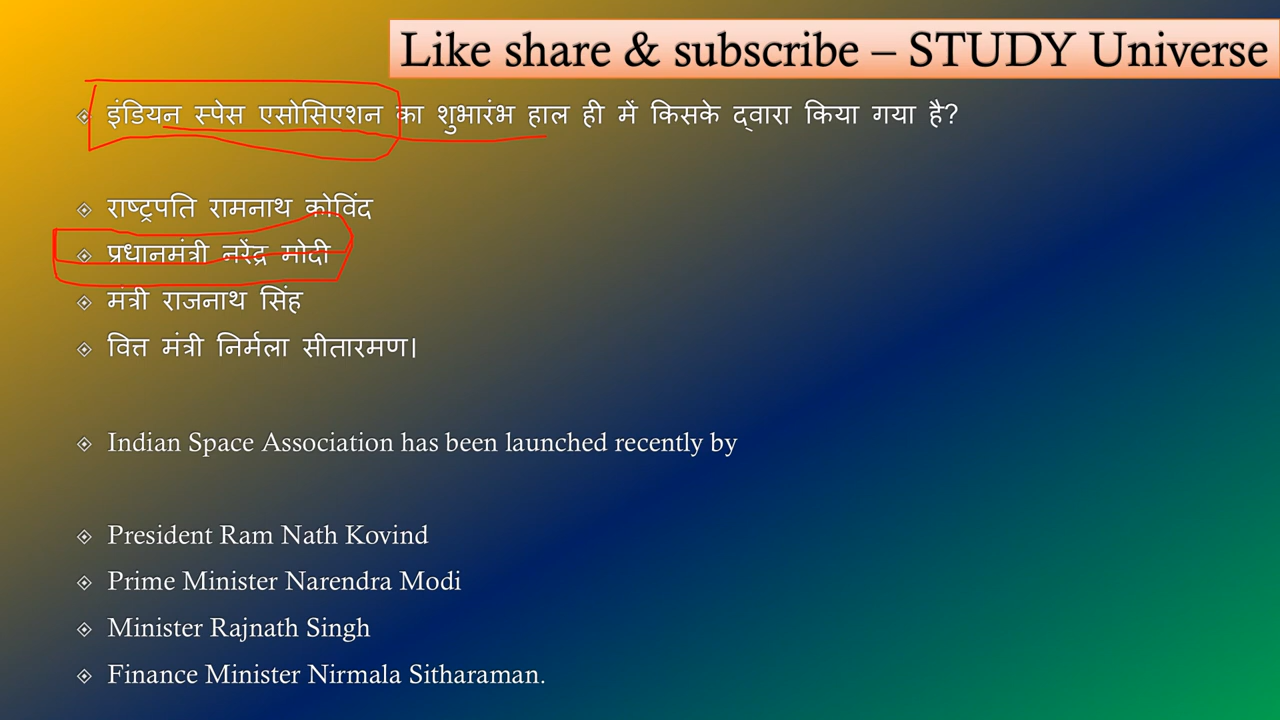 Like share & subscribe – STUDY Universe
इंडियन स्पेस एसोसिएशन का शुभारंभ हाल ही में किसके द्वारा किया गया है?
राष्ट्रपति रामनाथ कोविंद
प्रधानमंत्री नरेंद्र मोदी
मंत्री राजनाथ सिंह
वित्त मंत्री निर्मला सीतारमण।
Indian Space Association has been launched recently by
President Ram Nath Kovind
Prime Minister Narendra Modi
Minister Rajnath Singh
Finance Minister Nirmala Sitharaman.